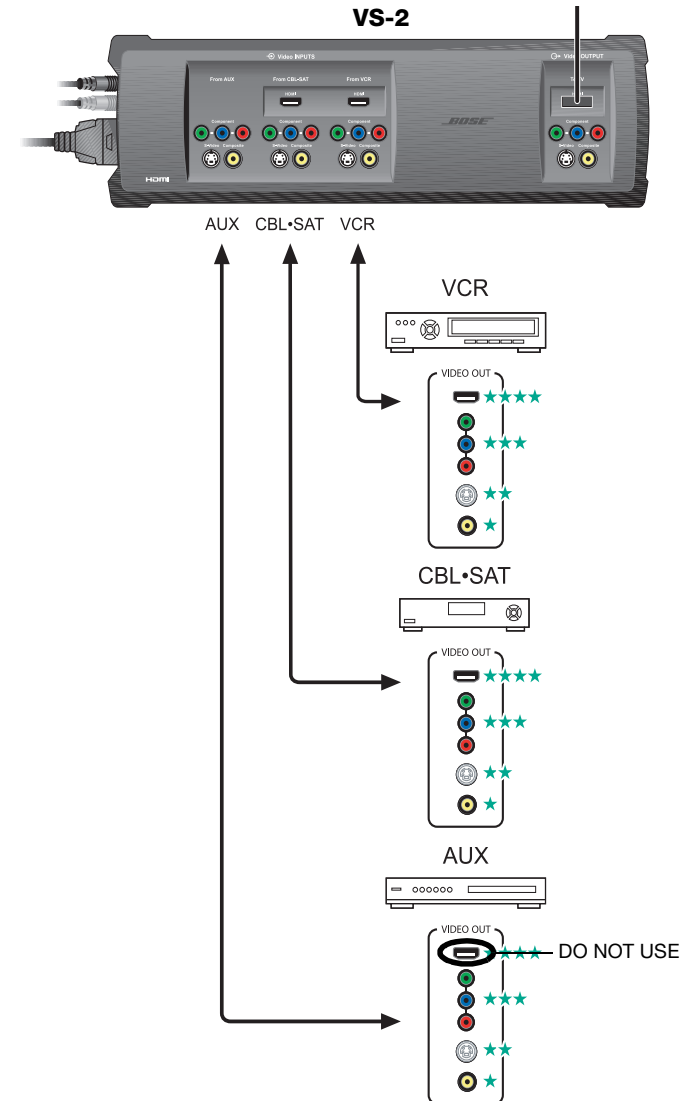 VS-2
Video INPUTS
Video OUTPUT
From AUX
From CBL•SAT
From VCR
HDMI
HDMI
Component
Component
Component
Component
S-Video Composite
S-Video Composite
S-Video Composite
S-Video Composite
BOSE
HDMI
AUX CBL•SAT VCR
VCR
VIDEO OUT
CBL•SAT
VIDEO OUT
AUX
VIDEO OUT
DO NOT USE